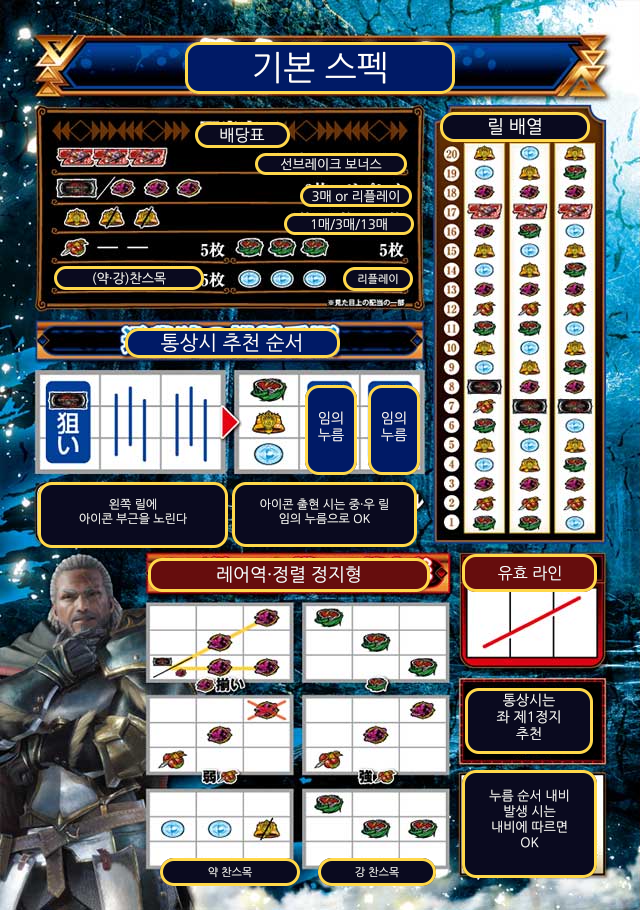 기본 스펙
배당표
선브레이크 보너스
3매 or 리플레이
1매/3매/13매
5枚
5枚
(약·강)찬스목
5枚
리플레이
※見た目上の配当の一部
릴 배열
20
19
18
17
16
15
14
13
12
11
10
9
8
7
6
5
4
3
2
1
통상시 추천 순서
狙い
임의
누름
임의
누름
왼쪽 릴에
아이콘 부근을 노린다
아이콘 출현 시는 중·우 릴
임의 누름으로 OK
레어역·정렬 정지형
유효 라인
揃い
통상시는
좌 제1정지
추천
弱
強
누름 순서 내비
발생 시는
내비에 따르면
OK
약 찬스목
강 찬스목